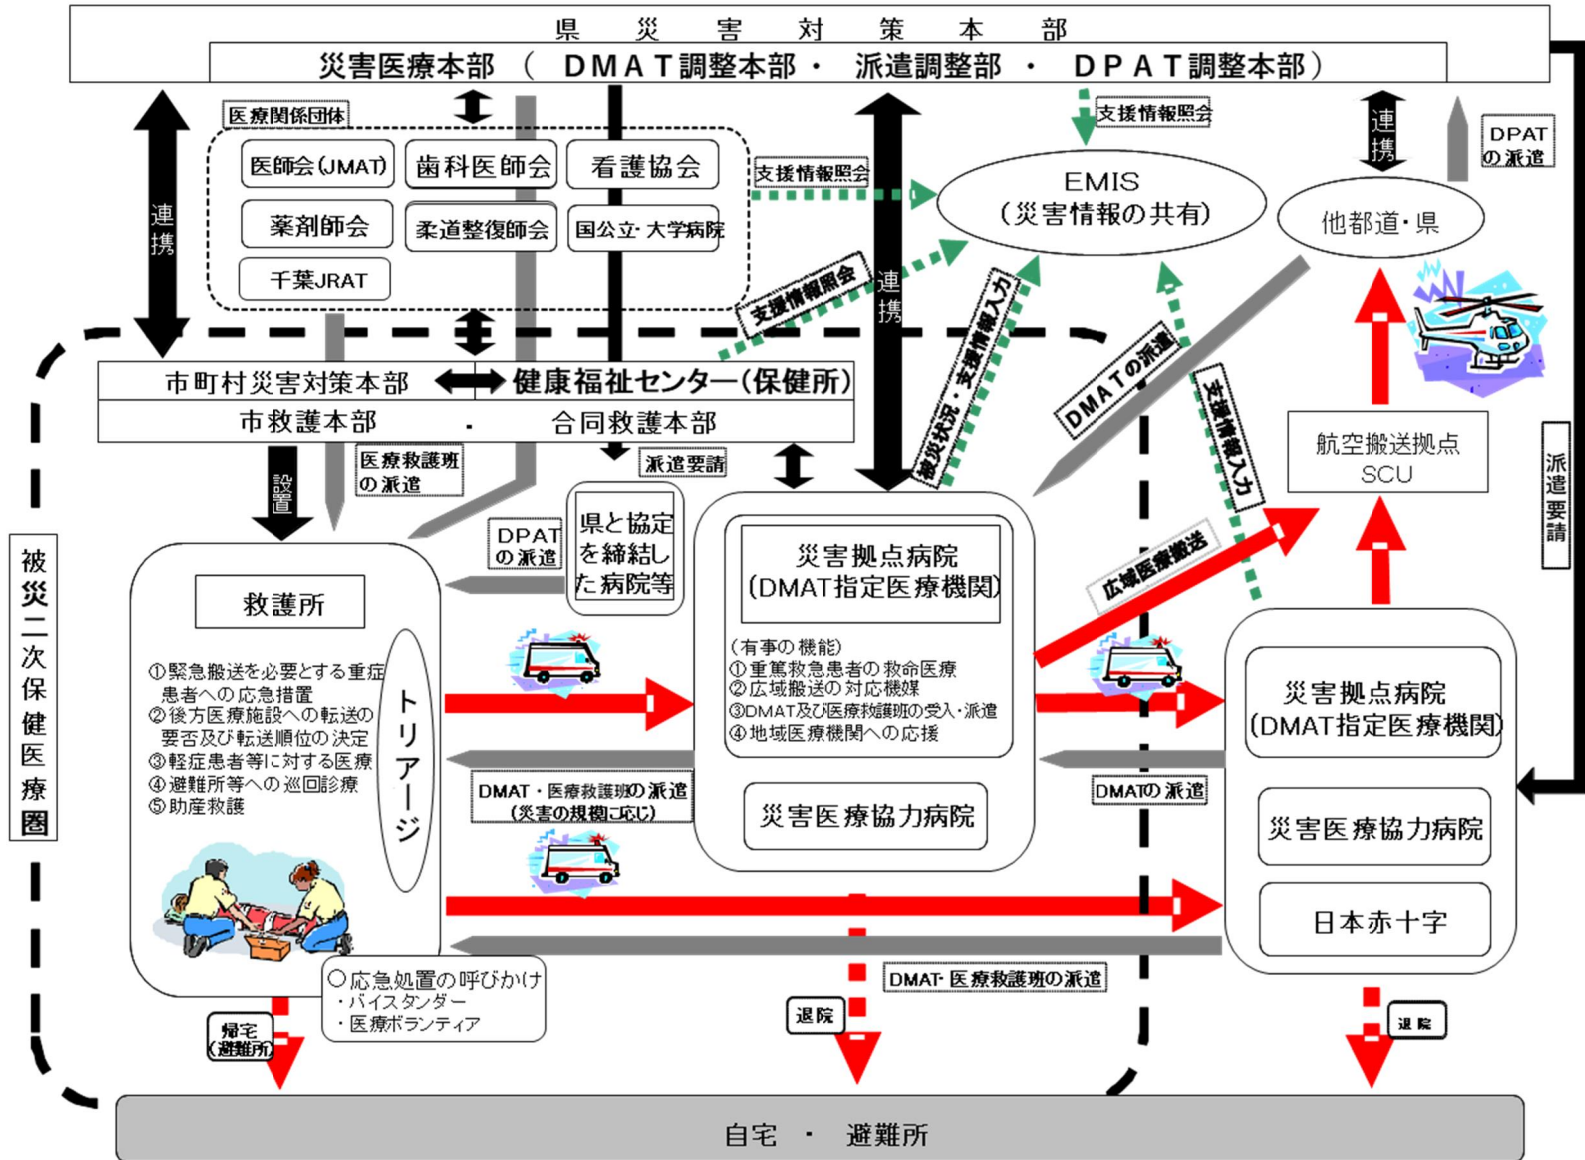 県災害対策本部
災害医療本部（ DMAT調整本部・ 派遣調整部 ・ DPAT調整本部）
医療関係団体
医師会(JMAT)
歯科医師会
看護協会
薬剤師会
柔道整復師会
国公立・大学病院
千葉JRAT
連携
連携
連携
支援情報照会
支援情報照会
支援情報照会
EMIS
(災害情報の共有)
他都道・県
DPAT
の派遣
市町村災害対策本部
健康福祉センター(保健所)
市救護本部 ・ 合同救護本部
設置
医療救護班
の派遣
派遣要請
被災状況・支援情報入力
DMATの派遣
支援情報入力
航空搬送拠点
SCU
派遣要請
被災二次保健医療圏
救護所
①緊急搬送を必要とする重症
患者への応急措置
②後方医療施設への転送の
要否及び転送順位の決定
③軽症患者等に対する医療
④避難所等への巡回診療
⑤助産救護
トリアージ
DPAT
の派遣
県と協定
を締結し
た病院等
災害拠点病院
(DMAT指定医療機関)
(有事の機能)
①重篤救急患者の救命医療
②広域搬送の対応機媒
③DMAT及び医療救護班の受入・派遣
④地域医療機関への応援
災害医療協力病院
広域医療搬送
災害拠点病院
(DMAT指定医療機関)
災害医療協力病院
日本赤十字
DMAT・医療救護班の派遣
(災害の規模に応じ)
DMATの派遣
DMAT・医療救護班の派遣
○応急処置の呼びかけ
・バイスタンダー
・医療ボランティア
帰宅
(避難所)
退院
退院
自宅 ・ 避難所